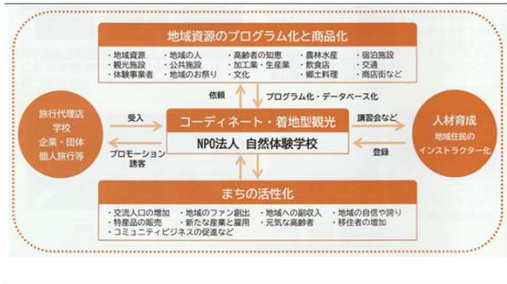 地域資源のプログラム化と商品化
・地域資源 ・地域の人 ・高齢者の知恵 ・農林水産 ・宿泊施設
・観光施設 ・公共施設 ・加工業・生産業 ・飲食店 ・交通
・体験事業者 ・地域のお祭り ・文化 ・郷土料理 ・商店街など
依頼
プログラム化・データベース化
旅行代理店
学校
企業・団体
個人旅行等
受入
プロモーション
誘客
コーディネート・着地型観光
NPO法人 自然体験学校
講習会など
登録
人材育成
地域住民の
インストラクター化
まちの活性化
・交流人口の増加 ・地域のファン創出 ・地域への副収入 ・地域の自信や誇り
・特産品の販売 ・新たな産業と雇用 ・元気な高齢者 ・移住者の増加
・コミュニティビジネスの促進など